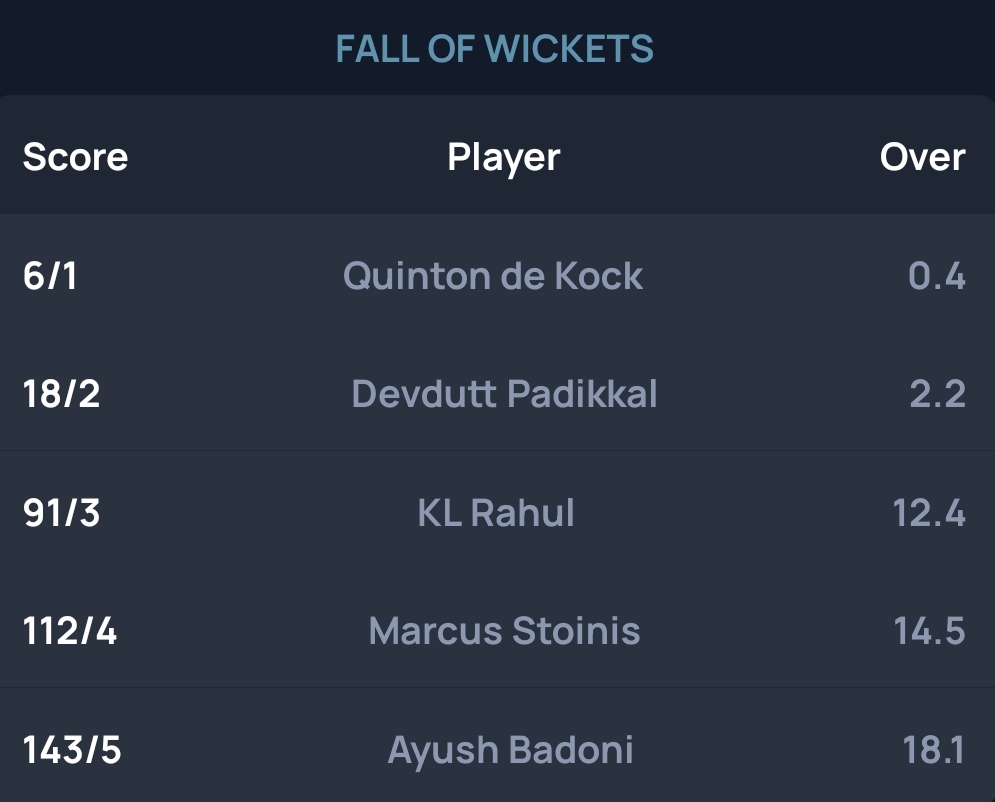 FALL OF WICKETS
Score Player Over
6/1 Quinton de Kock 0.4
18/2 Devdutt Padikkal 2.2
91/3 KL Rahul 12.4
112/4 Marcus Stoinis 14.5
143/5 Ayush Badoni 18.1